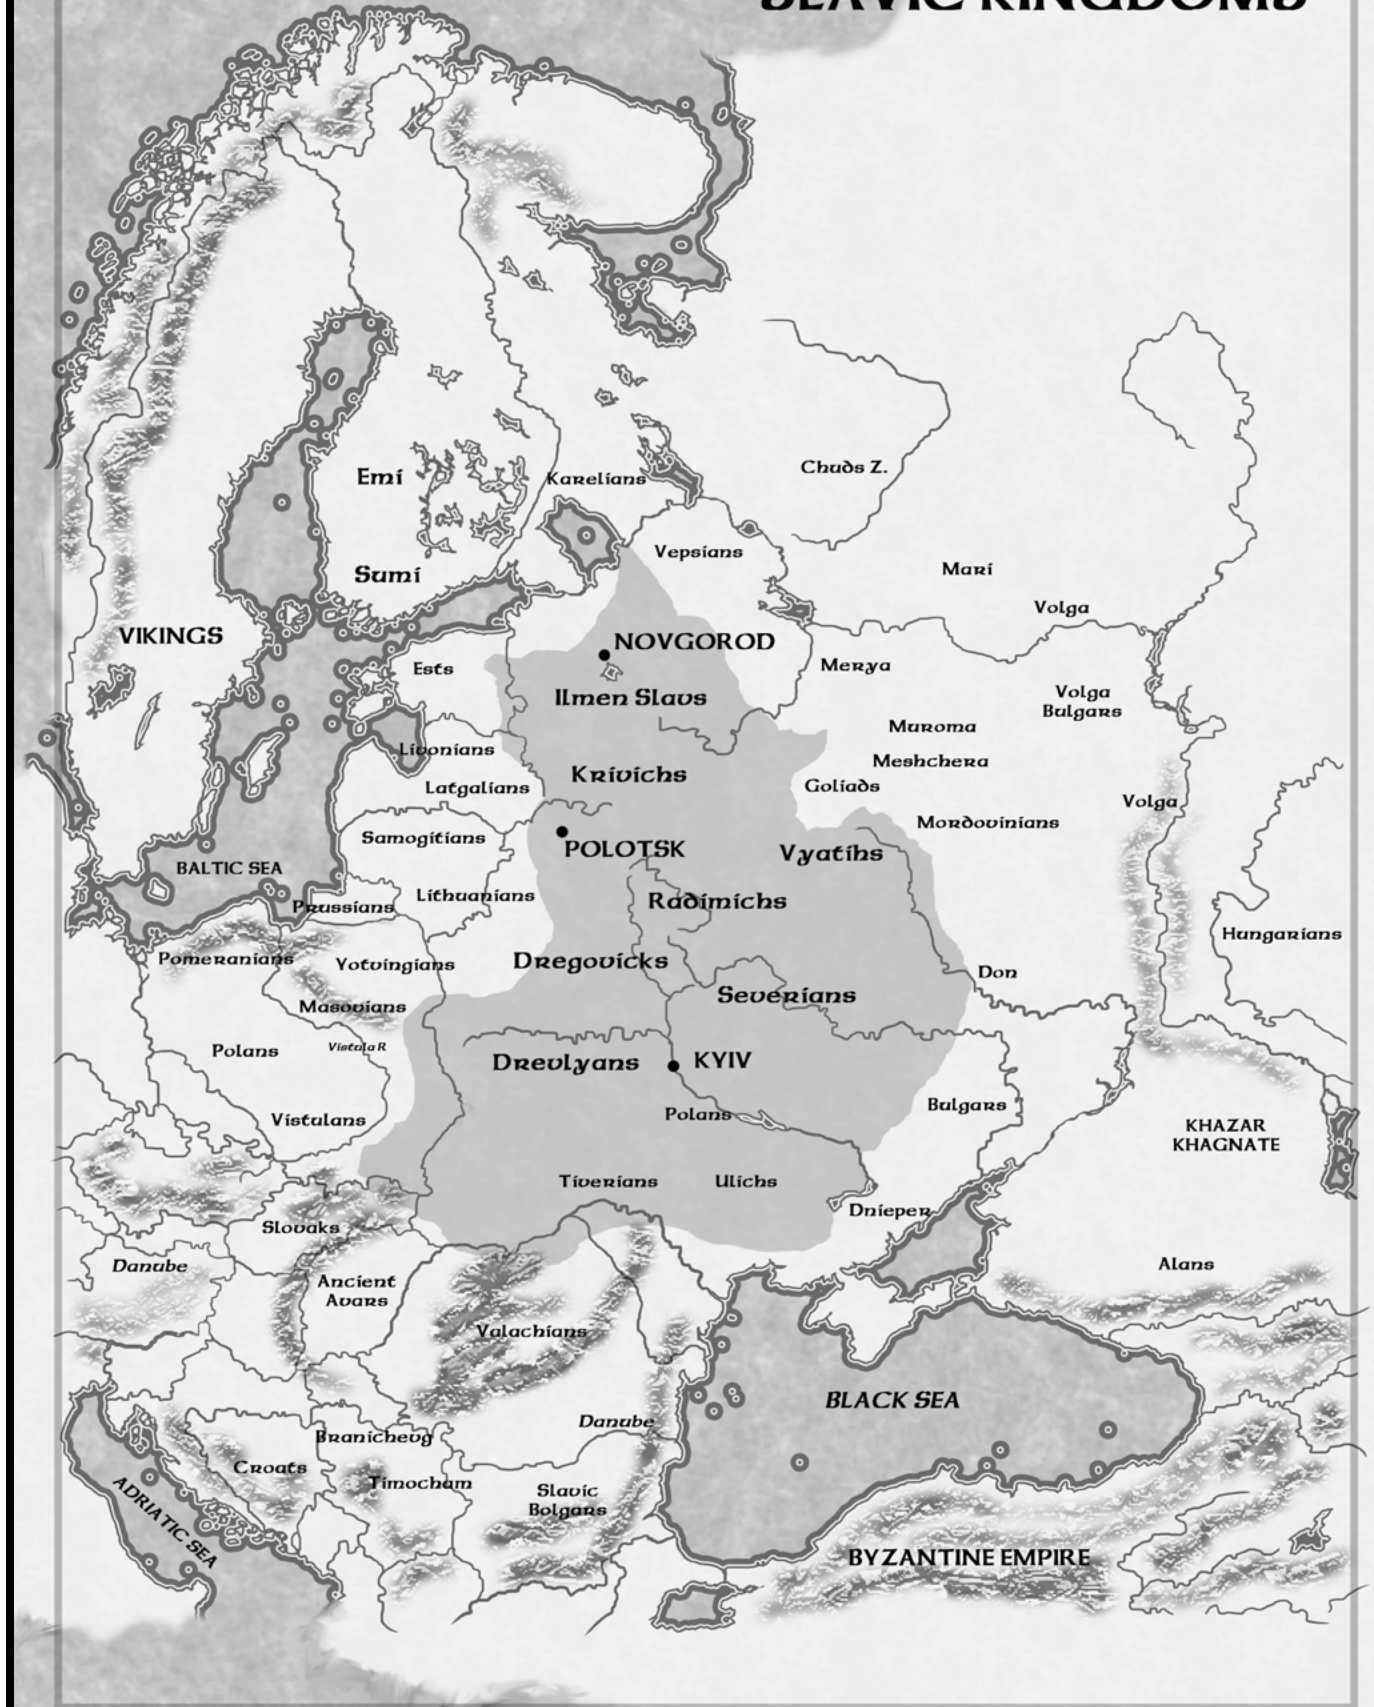 SLAVIC KINGDOMS
Chuds Z.
Emi
Karelians
Vepsians
Mari
Sumi
Volga
VIKINGS
NOVGOROD
Merya
Ests
Ilmen Slavs
Volga
Bulgars
Muroma
Livonians
Meshchera
Krivichs
Goliads
Latgalians
Volga
Mordovinians
Samogitians
POLOTSK
Vyatihs
BALTIC SEA
Lithuanians
Radimichs
Prussians
Hungarians
Pomeranians
Yotvingians
Dregovicks
Don
Severians
Masovians
Vistula R
Polans
Drevlyans
KYIV
Bulgars
Polans
Vistulans
KHAZAR
KHAGNATE
Tiverians
Ulichs
Dnieper
Slovaks
Danube
Alans
Ancient
Avars
Valachians
BLACK SEA
Danube
Branichevg
Croats
Timocham
Slavic
Bolgars
ADRIATIC SEA
BYZANTINE EMPIRE